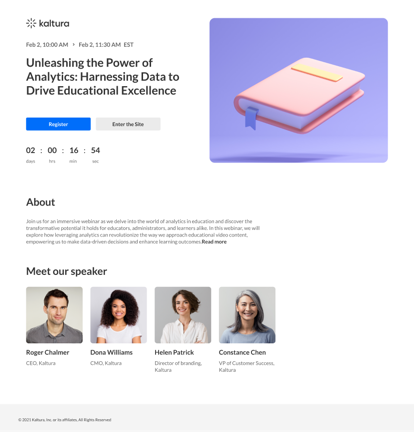 kaltura
Feb 2, 10:00 AM > Feb 2, 11:30 AM EST
Unleashing the Power of
Analytics: Harnessing Data to
Drive Educational Excellence
Register
Enter the Site
02 : 00 : 16 : 54
days hrs min sec
About
Join us for an immersive webinar as we delve into the world of analytics in education and discover the
transformative potential it holds for educators, administrators, and learners alike. In this webinar, we will
explore how leveraging analytics can revolutionize the way we approach educational video content,
empowering us to make data-driven decisions and enhance learning outcomes Read more
Meet our speaker
Roger Chalmer
CEO, Kaltura
Dona Williams
CMO, Kaltura
Helen Patrick
Director of branding,
Kaltura
Constance Chen
VP of Customer Success,
Kaltura
© 2021 Kaltura, Inc. or its affiliates. All Rights Reserved